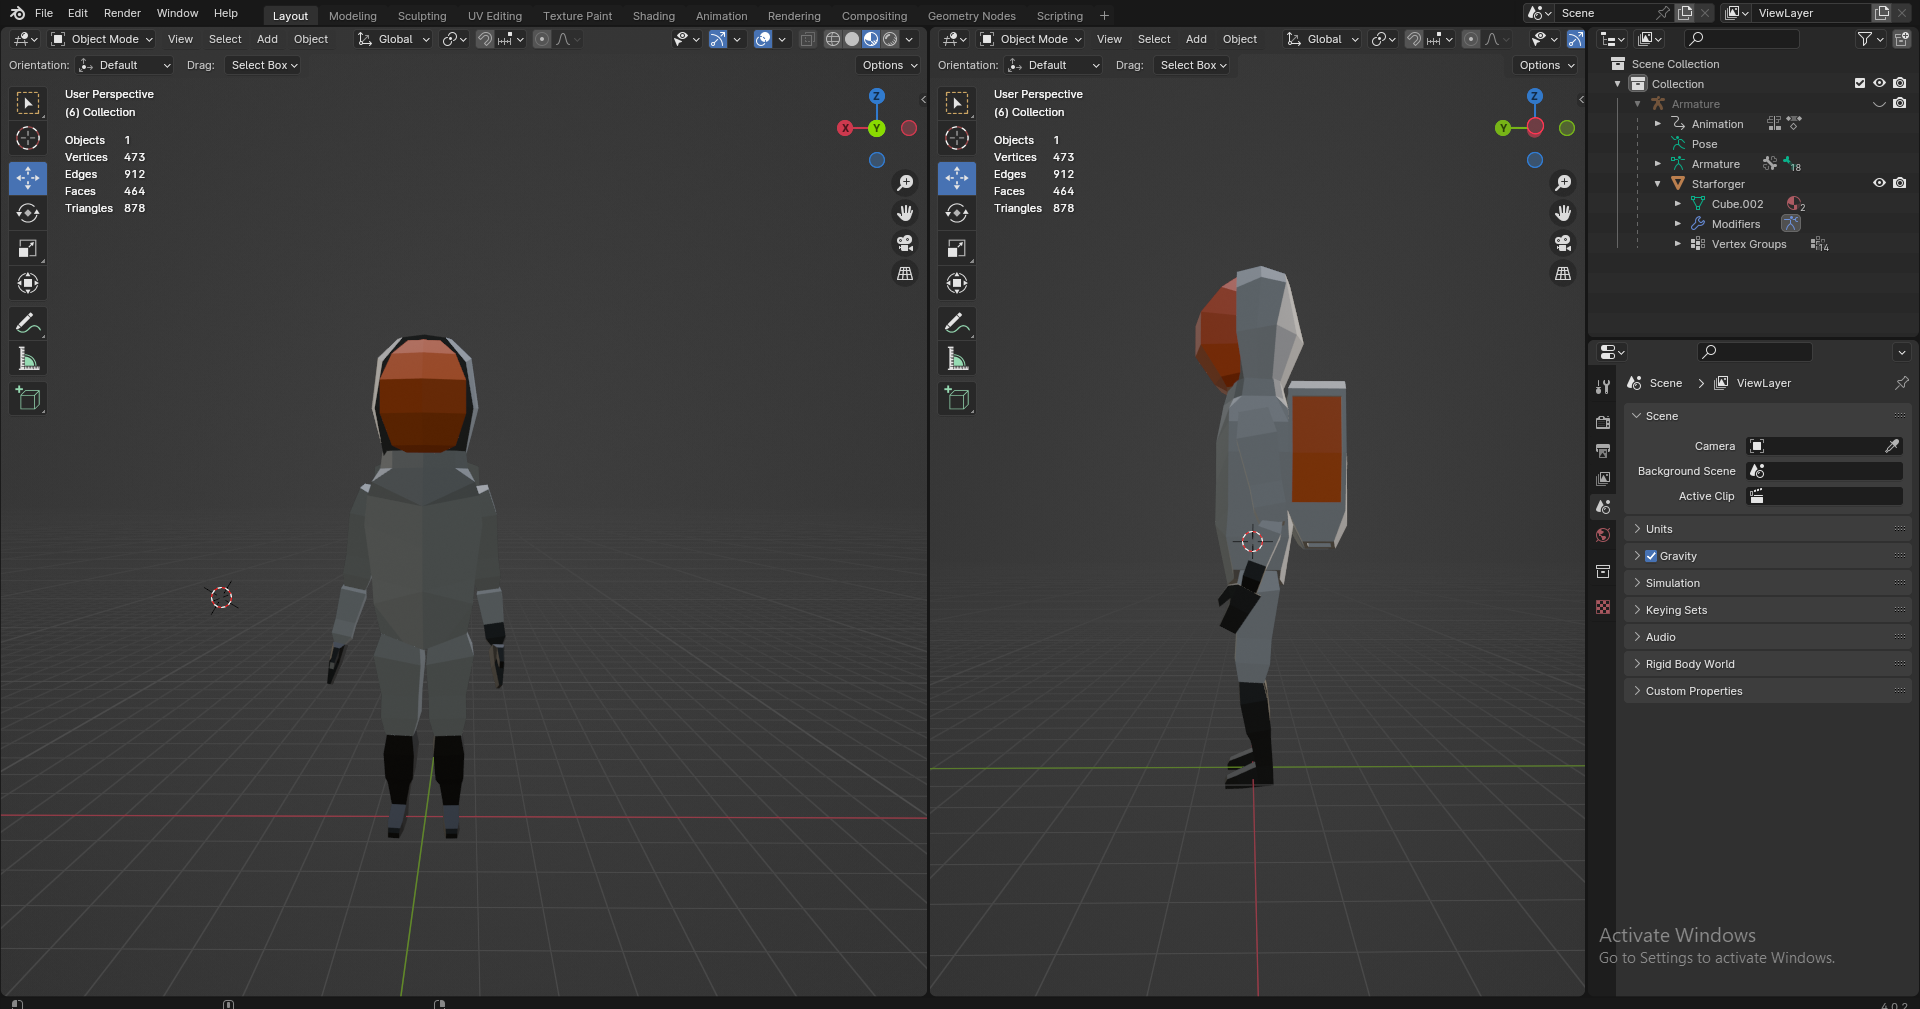 File Edit Render Window Help Layout Modeling Sculpting UV Editing Texture Paint Shading Animation Rendering Compositing Geometry Nodes Scripting + Scene ViewLayer
Object Mode View Select Add Object Global
Orientation: Default Drag: Select Box Options
User Perspective
(6) Collection
Objects 1
Vertices 473
Edges 912
Faces 464
Triangles 878
Z
X
Y
Object Mode View Select Add Object Global
Orientation: Default Drag: Select Box Options
User Perspective
(6) Collection
Objects 1
Vertices 473
Edges 912
Faces 464
Triangles 878
Z
Y
Scene Collection
Collection
Armature
Animation
Pose
Armature 18
Starforger
Cube.002 2
Modifiers
Vertex Groups 14
Scene ViewLayer
Scene
Camera
Background Scene
Active Clip
Units
Gravity
Simulation
Keying Sets
Audio
Rigid Body World
Custom Properties
Activate Windows
Go to Settings to activate Windows.
4.0.2